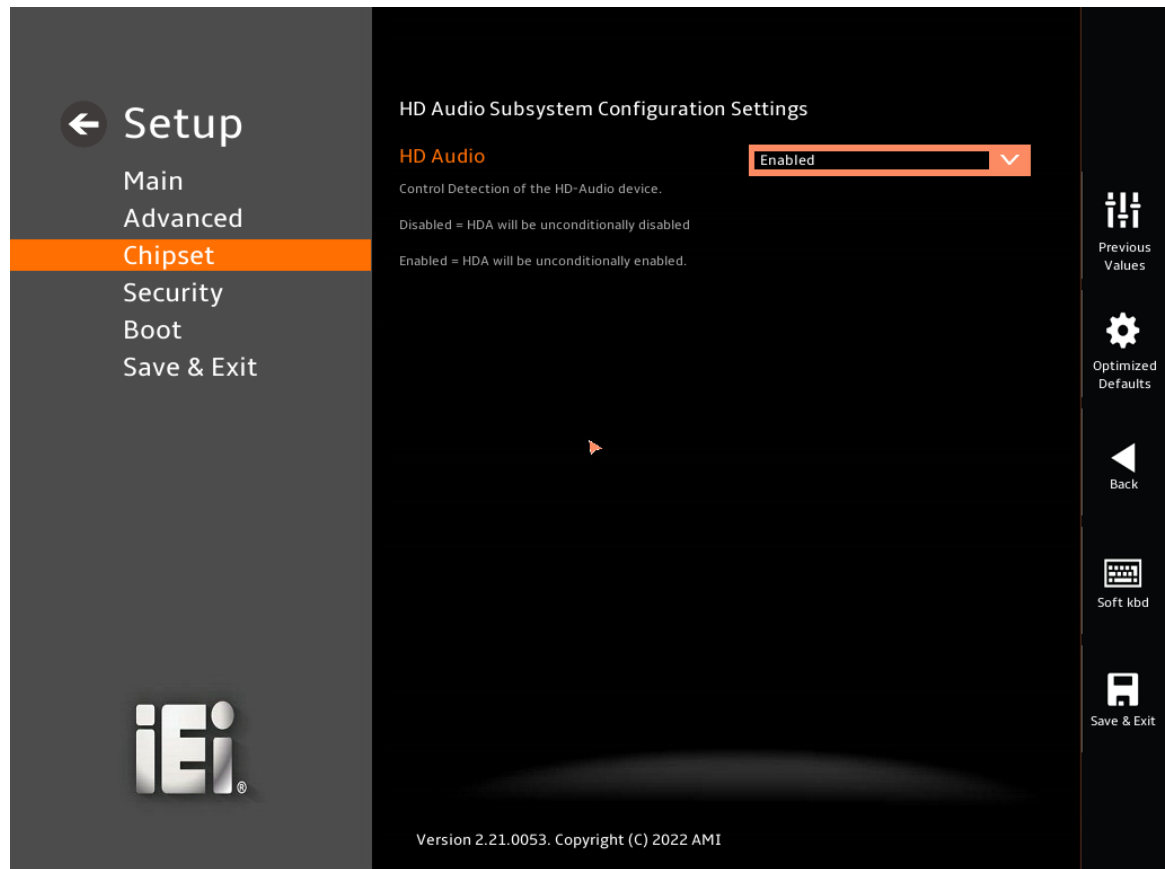 Setup
Main
Advanced
Chipset
Security
Boot
Save & Exit
iEi®
HD Audio Subsystem Configuration Settings
HD Audio
Enabled
Control Detection of the HD-Audio device.
Disabled = HDA will be unconditionally disabled
Enabled = HDA will be unconditionally enabled.
Version 2.21.0053. Copyright (C) 2022 AMI
Previous
Values
Optimized
Defaults
Back
Soft kbd
Save & Exit